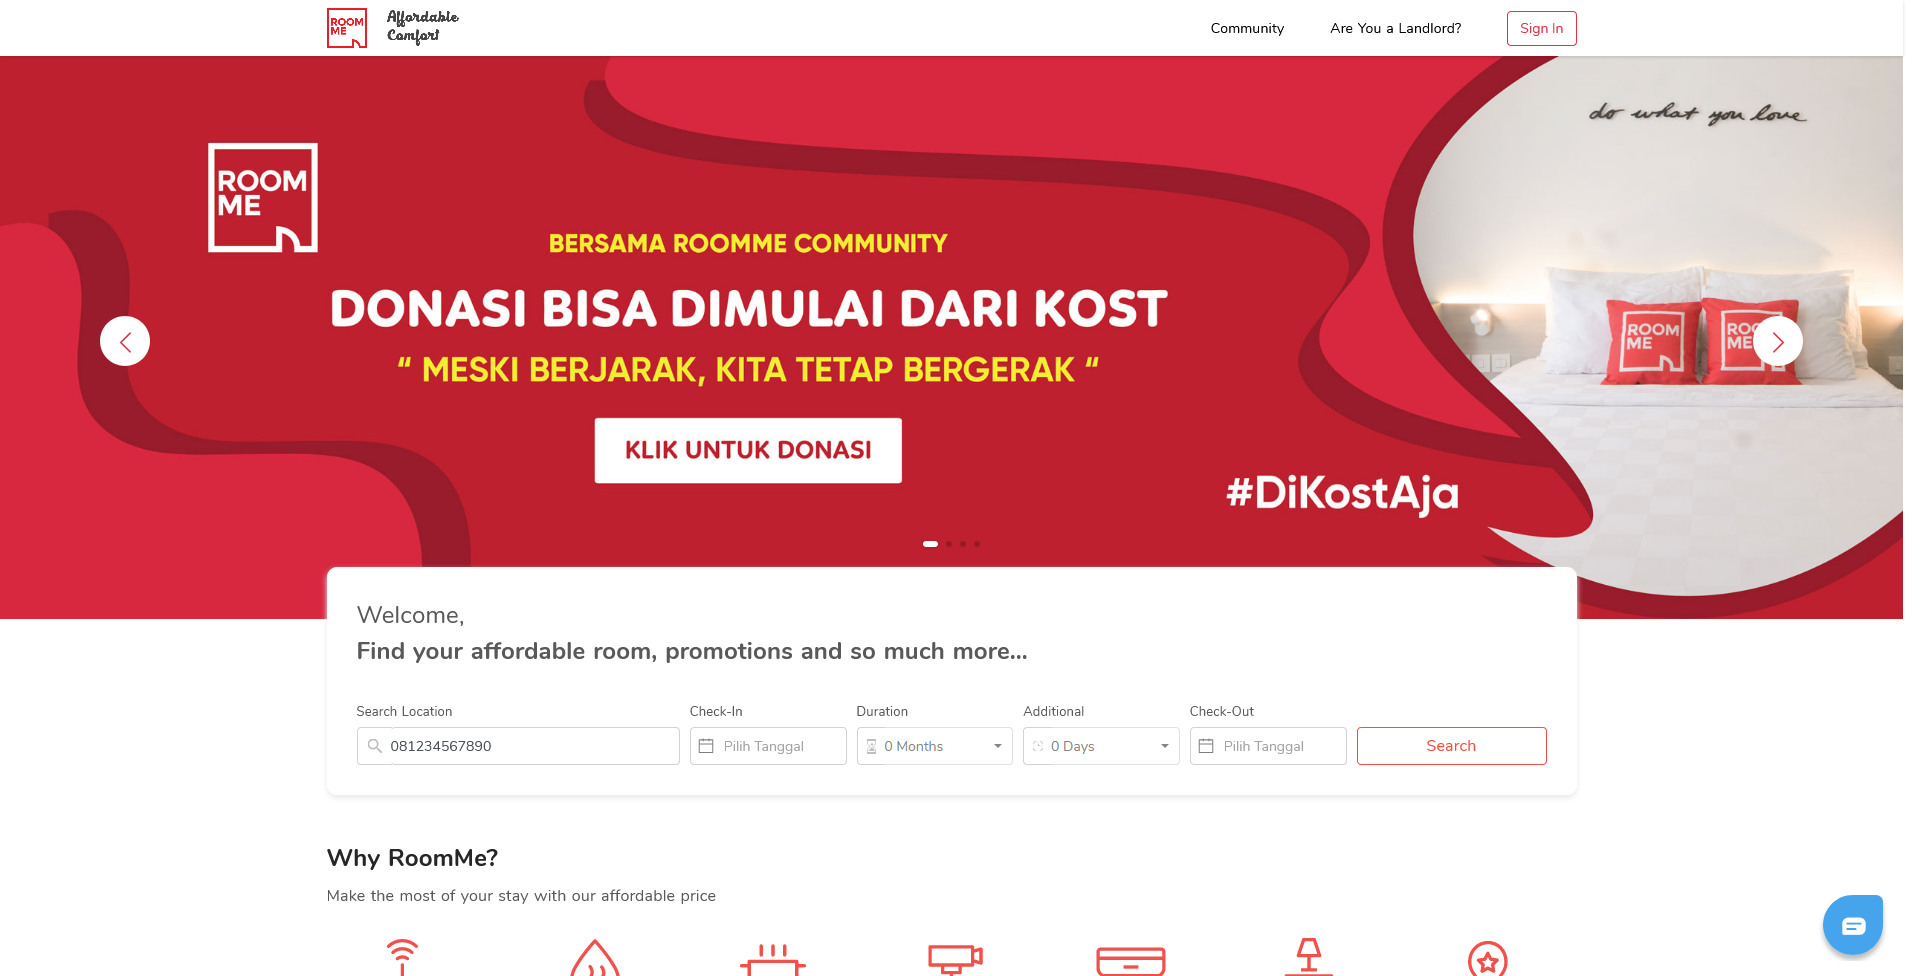 ROOM
ME
Affordable
Comfort
Community
Are You a Landlord?
Sign In
do what you love
ROOM
ME
BERSAMA ROOMME COMMUNITY
DONASI BISA DIMULAI DARI KOST
“ MESKI BERJARAK, KITA TETAP BERGERAK “
KLIK UNTUK DONASI
ROOM
ME
ROO
ME
#DiKostAja
Welcome,
Find your affordable room, promotions and so much more...
Search Location
Check-In
Duration
Additional
Check-Out
081234567890
Pilih Tanggal
0 Months
0 Days
Pilih Tanggal
Search
Why RoomMe?
Make the most of your stay with our affordable price